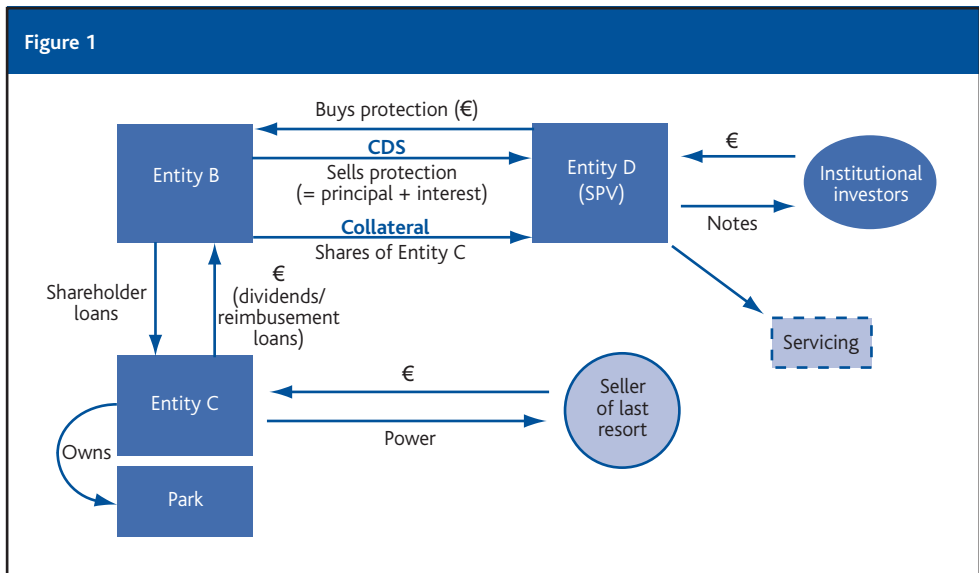 Figure 1
Buys protection (€)
Entity B
CDS
Sells protection
(= principal + interest)
Collateral
Shares of Entity C
Entity D
(SPV)
€
Notes
Institutional
investors
Shareholder
loans
€
(dividends/
reimbusement
loans)
Servicing
Entity C
€
Power
Seller
of last
resort
Owns
Park